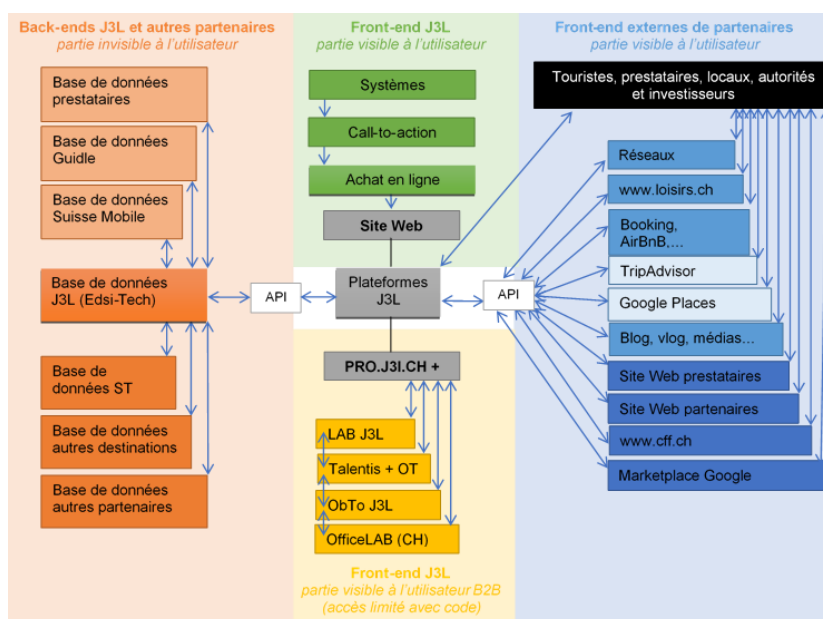 Back-ends J3L et autres partenaires
partie invisible à l'utilisateur
Base de données
prestataires
Base de données
Guidle
Base de données
Suisse Mobile
Base de données
J3L (Edsi-Tech)
Base de
données ST
Base de données
autres destinations
Base de données
autres partenaires
API
Front-end J3L
partie visible à l'utilisateur
Systèmes
Call-to-action
Achat en ligne
Site Web
Plateformes
J3L
PRO.J3l.CH +
LAB J3L
Talentis + OT
ObTo J3L
OfficeLAB (CH)
Front-end J3L
partie visible à l'utilisateur B2B
(accès limité avec code)
API
Front-end externes de partenaires
partie visible à l'utilisateur
Touristes, prestataires, locaux, autorités
et investisseurs
Réseaux
www.loisirs.ch
Booking,
AirBnB,...
TripAdvisor
Google Places
Blog, vlog, médias...
Site Web prestataires
Site Web partenaires
www.cff.ch
Marketplace Google